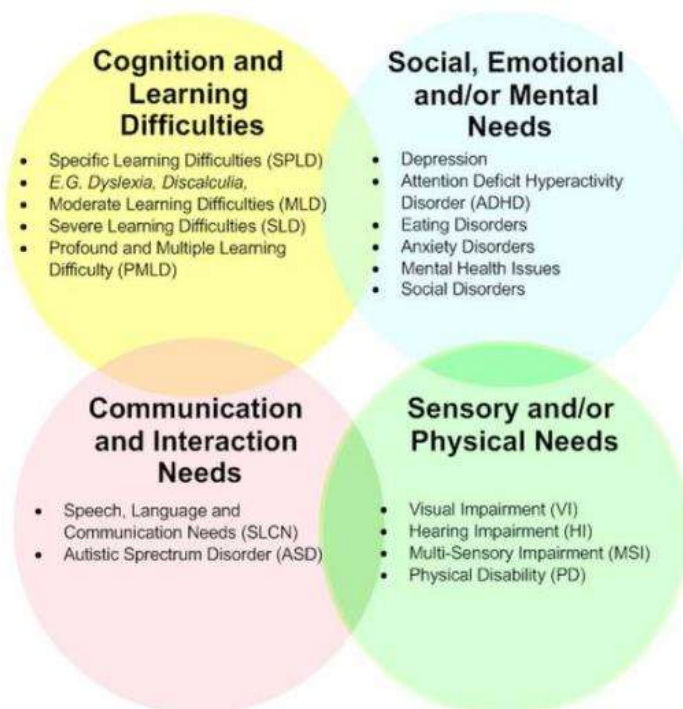 Cognition and
Learning
Difficulties
• Specific Learning Difficulties (SPLD)
• E.G. Dyslexia, Discalculia,
• Moderate Learning Difficulties (MLD)
• Severe Learning Difficulties (SLD)
• Profound and Multiple Learning
Difficulty (PMLD)
Social, Emotional
and/or Mental
Needs
• Depression
• Attention Deficit Hyperactivity
Disorder (ADHD)
• Eating Disorders
• Anxiety Disorders
• Mental Health Issues
• Social Disorders
Communication
and Interaction
Needs
• Speech, Language and
Communication Needs (SLCN)
• Autistic Sprectrum Disorder (ASD)
Sensory and/or
Physical Needs
• Visual Impairment (VI)
• Hearing Impairment (HI)
• Multi-Sensory Impairment (MSI)
• Physical Disability (PD)